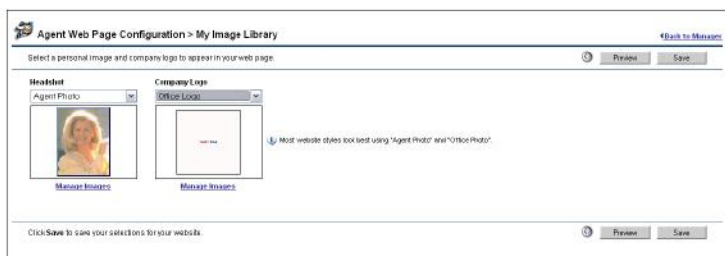 Agent Web Page Configuration > My Image Library
Back to Manager
Select a personal image and company logo to appear in your web page.
Preview Save
Headshot Company Logo
Agent Photo Office Logo
Most website styles look best using "Agent Photo" and "Office Photo".
Manage Images Manage Images
Click Save to save your selections for your website.
Preview Save